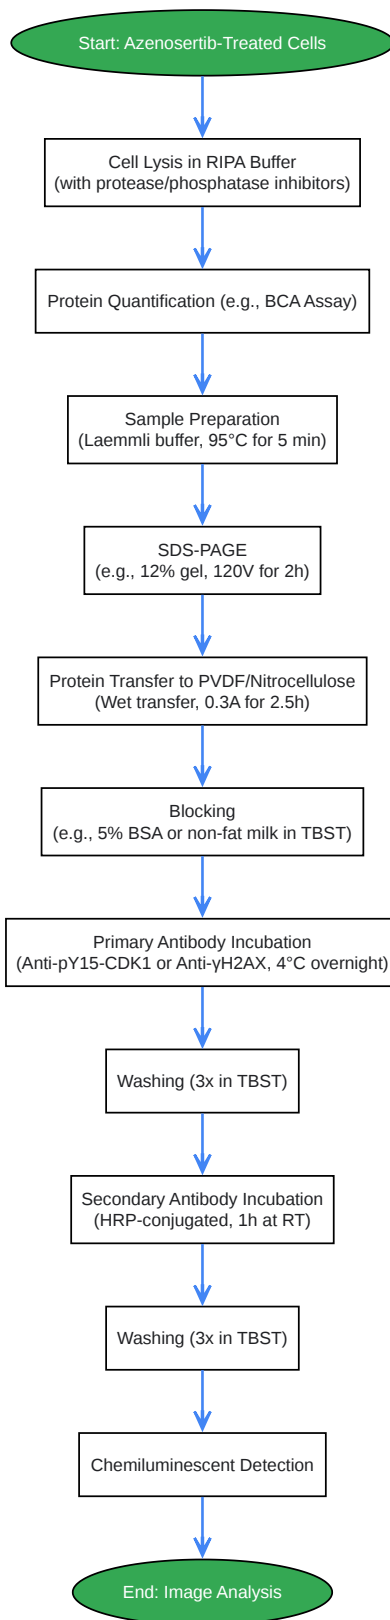 Start: Azenosertib-Treated Cells
Cell Lysis in RIPA Buffer
(with protease/phosphatase inhibitors)
Protein Quantification (e.g., BCA Assay)
Sample Preparation
(Laemmli buffer, 95°C for 5 min)
SDS-PAGE
(e.g., 12% gel, 120V for 2h)
Protein Transfer to PVDF/Nitrocellulose
(Wet transfer, 0.3A for 2.5h)
Blocking
(e.g., 5% BSA or non-fat milk in TBST)
Primary Antibody Incubation
(Anti-pY15-CDK1 or Anti-γH2AX, 4°C overnight)
Washing (3x in TBST)
Secondary Antibody Incubation
(HRP-conjugated, 1h at RT)
Washing (3x in TBST)
Chemiluminescent Detection
End: Image Analysis